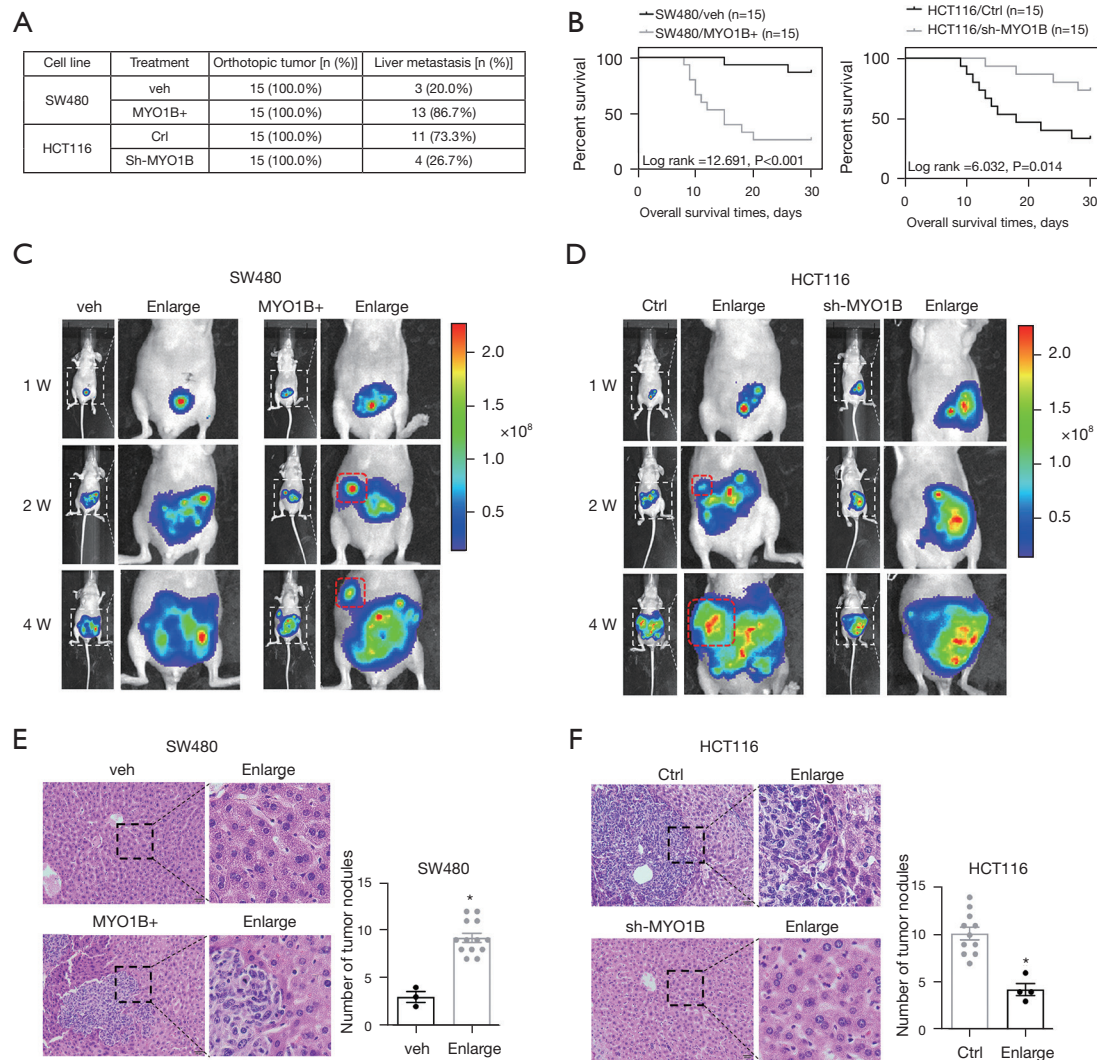 A
Cell line Treatment Orthotopic tumor [n (%)] Liver metastasis [n (%)]
SW480 veh 15 (100.0%) 3 (20.0%)
MYO1B+ 15 (100.0%) 13 (86.7%)
HCT116 Crl 15 (100.0%) 11 (73.3%)
Sh-MYO1B 15 (100.0%) 4 (26.7%)
B
SW480/veh (n=15)
SW480/MYO1B+ (n=15)
Percent survival
100
50
0
Log rank =12.691, P<0.001
0 10 20 30
Overall survival times, days
HCT116/Ctrl (n=15)
HCT116/sh-MYO1B (n=15)
Percent survival
100
50
0
Log rank =6.032, P=0.014
0 10 20 30
Overall survival times, days
C
SW480
veh Enlarge MYO1B+ Enlarge
1 W
2 W
4 W
2.0
1.5
×10⁸
1.0
0.5
D
HCT116
Ctrl Enlarge sh-MYO1B Enlarge
1 W
2 W
4 W
2.0
1.5
×10⁸
1.0
0.5
E
SW480
veh Enlarge
MYO1B+ Enlarge
SW480
Number of tumor nodules
15
10
5
0
*
veh Enlarge
F
HCT116
Ctrl Enlarge
sh-MYO1B Enlarge
HCT116
Number of tumor nodules
15
10
5
0
*
Ctrl Enlarge